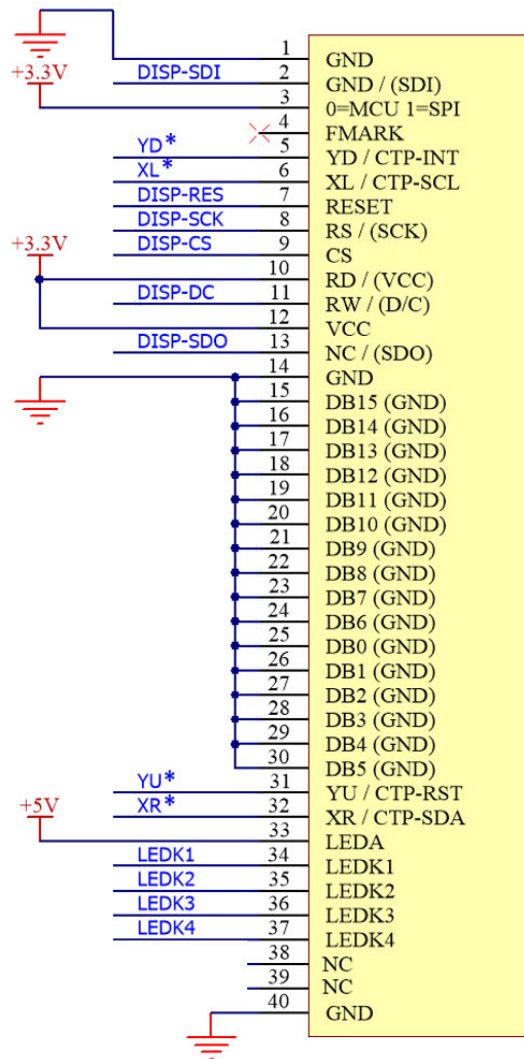 1 GND
DISP-SDI 2 GND / (SDI)
+3.3V 3 0=MCU 1=SPI
4 FMARK
YD* 5 YD / CTP-INT
XL* 6 XL / CTP-SCL
DISP-RES 7 RESET
DISP-SCK 8 RS / (SCK)
DISP-CS 9 CS
+3.3V 10 RD / (VCC)
DISP-DC 11 RW / (D/C)
12 VCC
DISP-SDO 13 NC / (SDO)
14 GND
15 DB15 (GND)
16 DB14 (GND)
17 DB13 (GND)
18 DB12 (GND)
19 DB11 (GND)
20 DB10 (GND)
21 DB9 (GND)
22 DB8 (GND)
23 DB7 (GND)
24 DB6 (GND)
25 DB0 (GND)
26 DB1 (GND)
27 DB2 (GND)
28 DB3 (GND)
29 DB4 (GND)
30 DB5 (GND)
YU* 31 YU / CTP-RST
XR* 32 XR / CTP-SDA
+5V 33 LEDA
LEDK1 34 LEDK1
LEDK2 35 LEDK2
LEDK3 36 LEDK3
LEDK4 37 LEDK4
38 NC
39 NC
40 GND